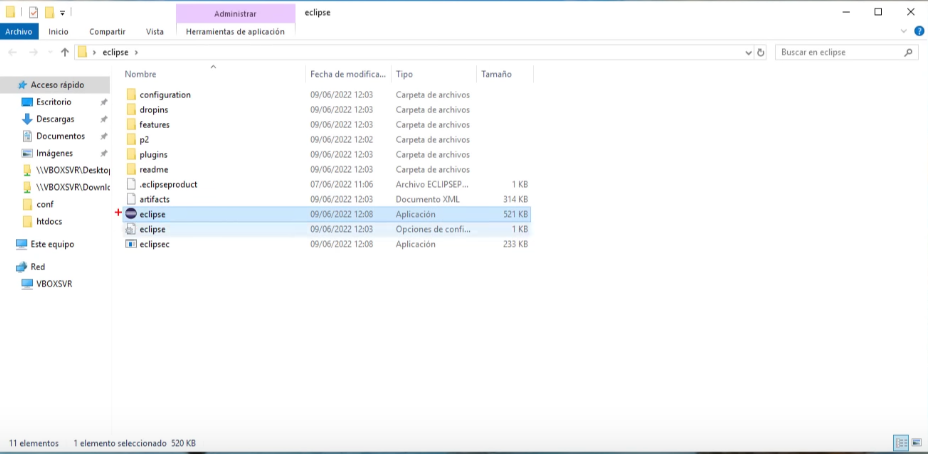 Administrar
eclipse
Archivo Inicio Compartir Vista Herramientas de aplicación
eclipse
Buscar en eclipse
Nombre Fecha de modifica... Tipo Tamaño
Acceso rápido
Escritorio
Descargas
Documentos
Imágenes
\\VBOXSVR\Deskto
\\VBOXSVR\Downlo
conf
htdocs
Este equipo
Red
VBOXSVR
configuration 09/06/2022 12:03 Carpeta de archivos
dropins 09/06/2022 12:03 Carpeta de archivos
features 09/06/2022 12:03 Carpeta de archivos
p2 09/06/2022 12:02 Carpeta de archivos
plugins 09/06/2022 12:03 Carpeta de archivos
readme 09/06/2022 12:03 Carpeta de archivos
.eclipseproduct 07/06/2022 11:06 Archivo ECLIPSEP... 1 KB
artifacts 09/06/2022 12:03 Documento XML 314 KB
eclipse 09/06/2022 12:08 Aplicación 521 KB
eclipse 09/06/2022 12:03 Opciones de confi... 1 KB
eclipsec 09/06/2022 12:08 Aplicación 233 KB
11 elementos 1 elemento seleccionado 520 KB